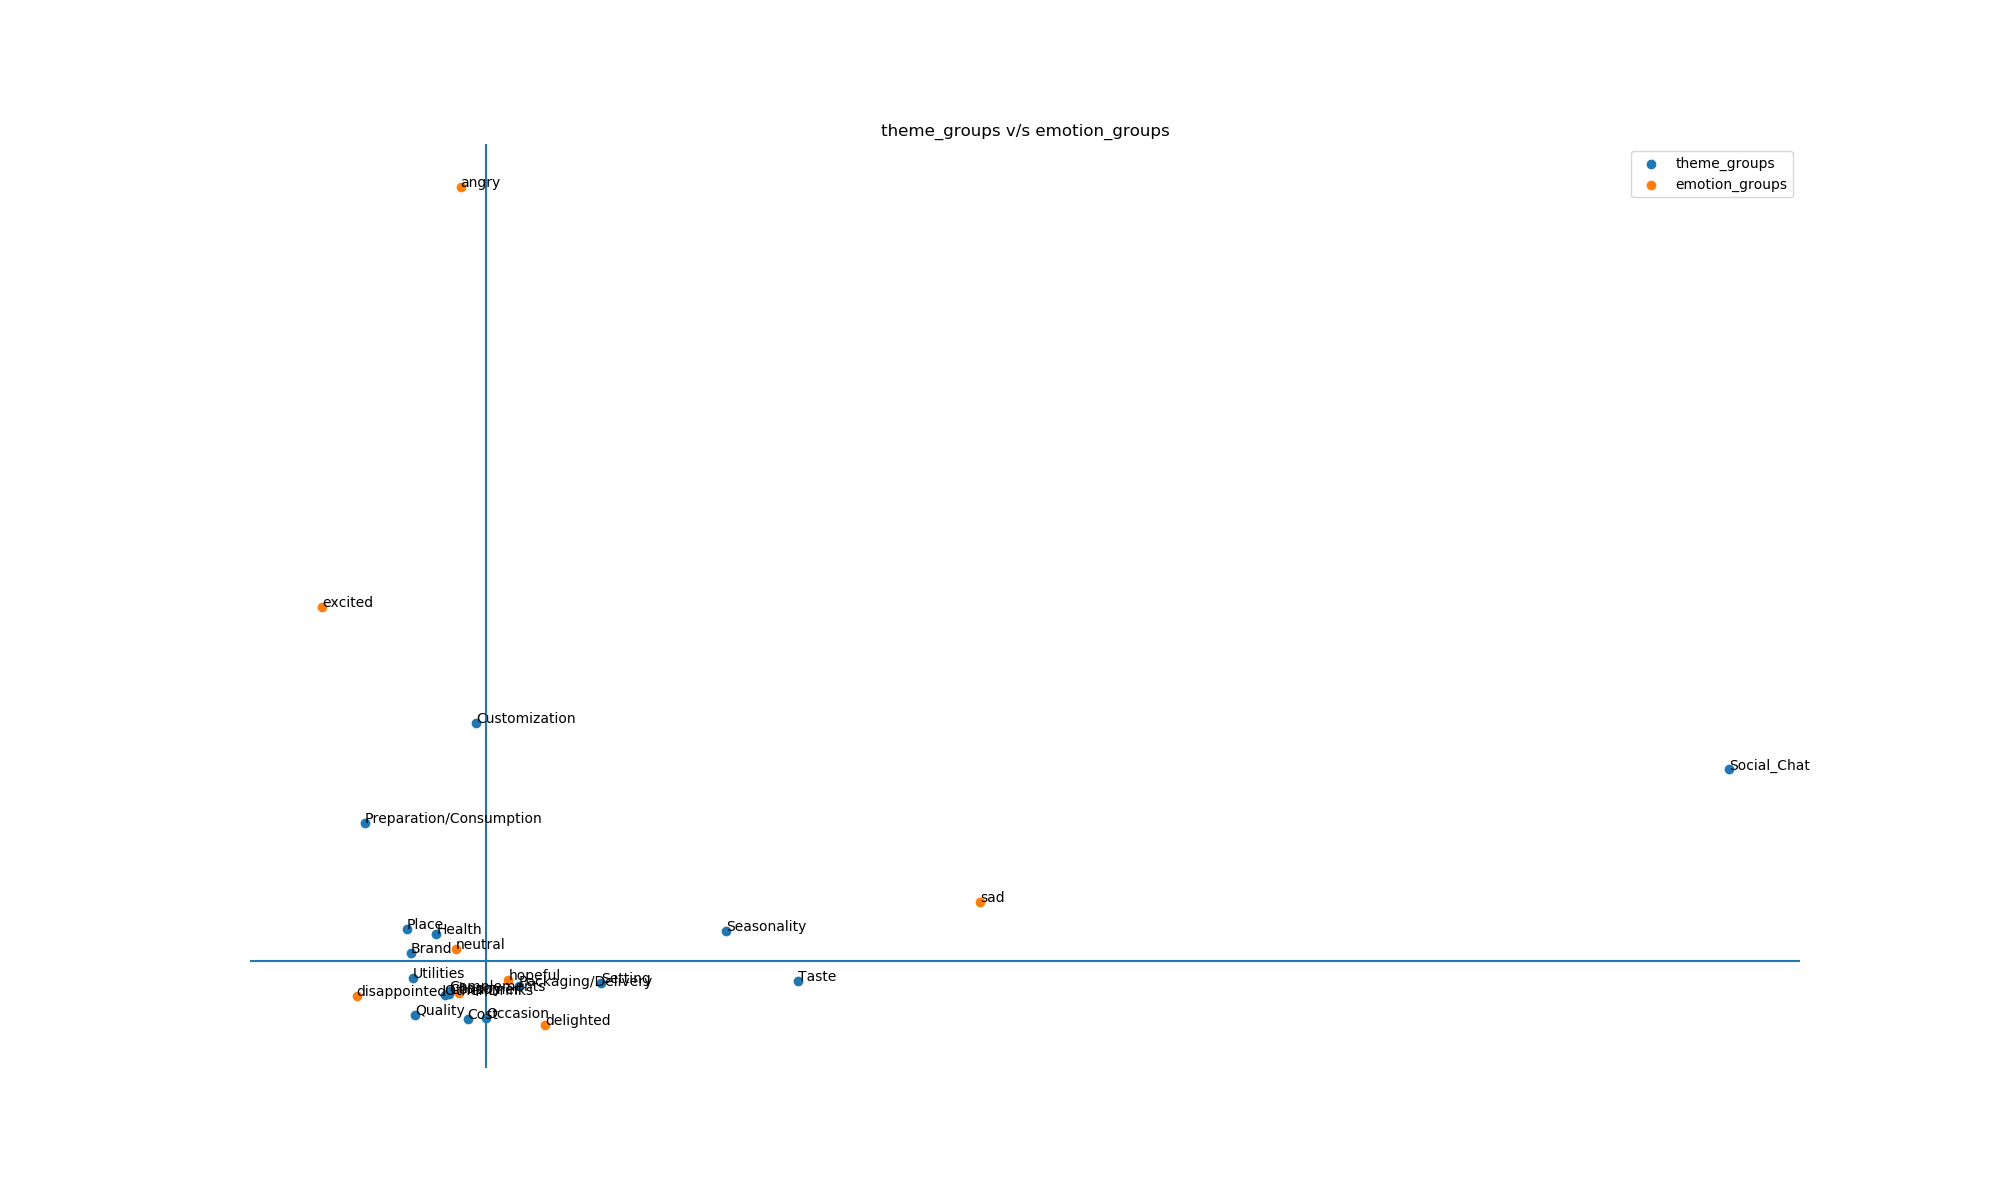 theme_groups v/s emotion_groups
theme_groups
emotion_groups
angry
excited
Customization
Social_Chat
Preparation/Consumption
sad
Place
Health
Seasonality
Brand
neutral
Utilities
hopeful
Packaging/Delivery
Setting
Taste
disappointed
Complements
Quality
Cost
Occasion
delighted